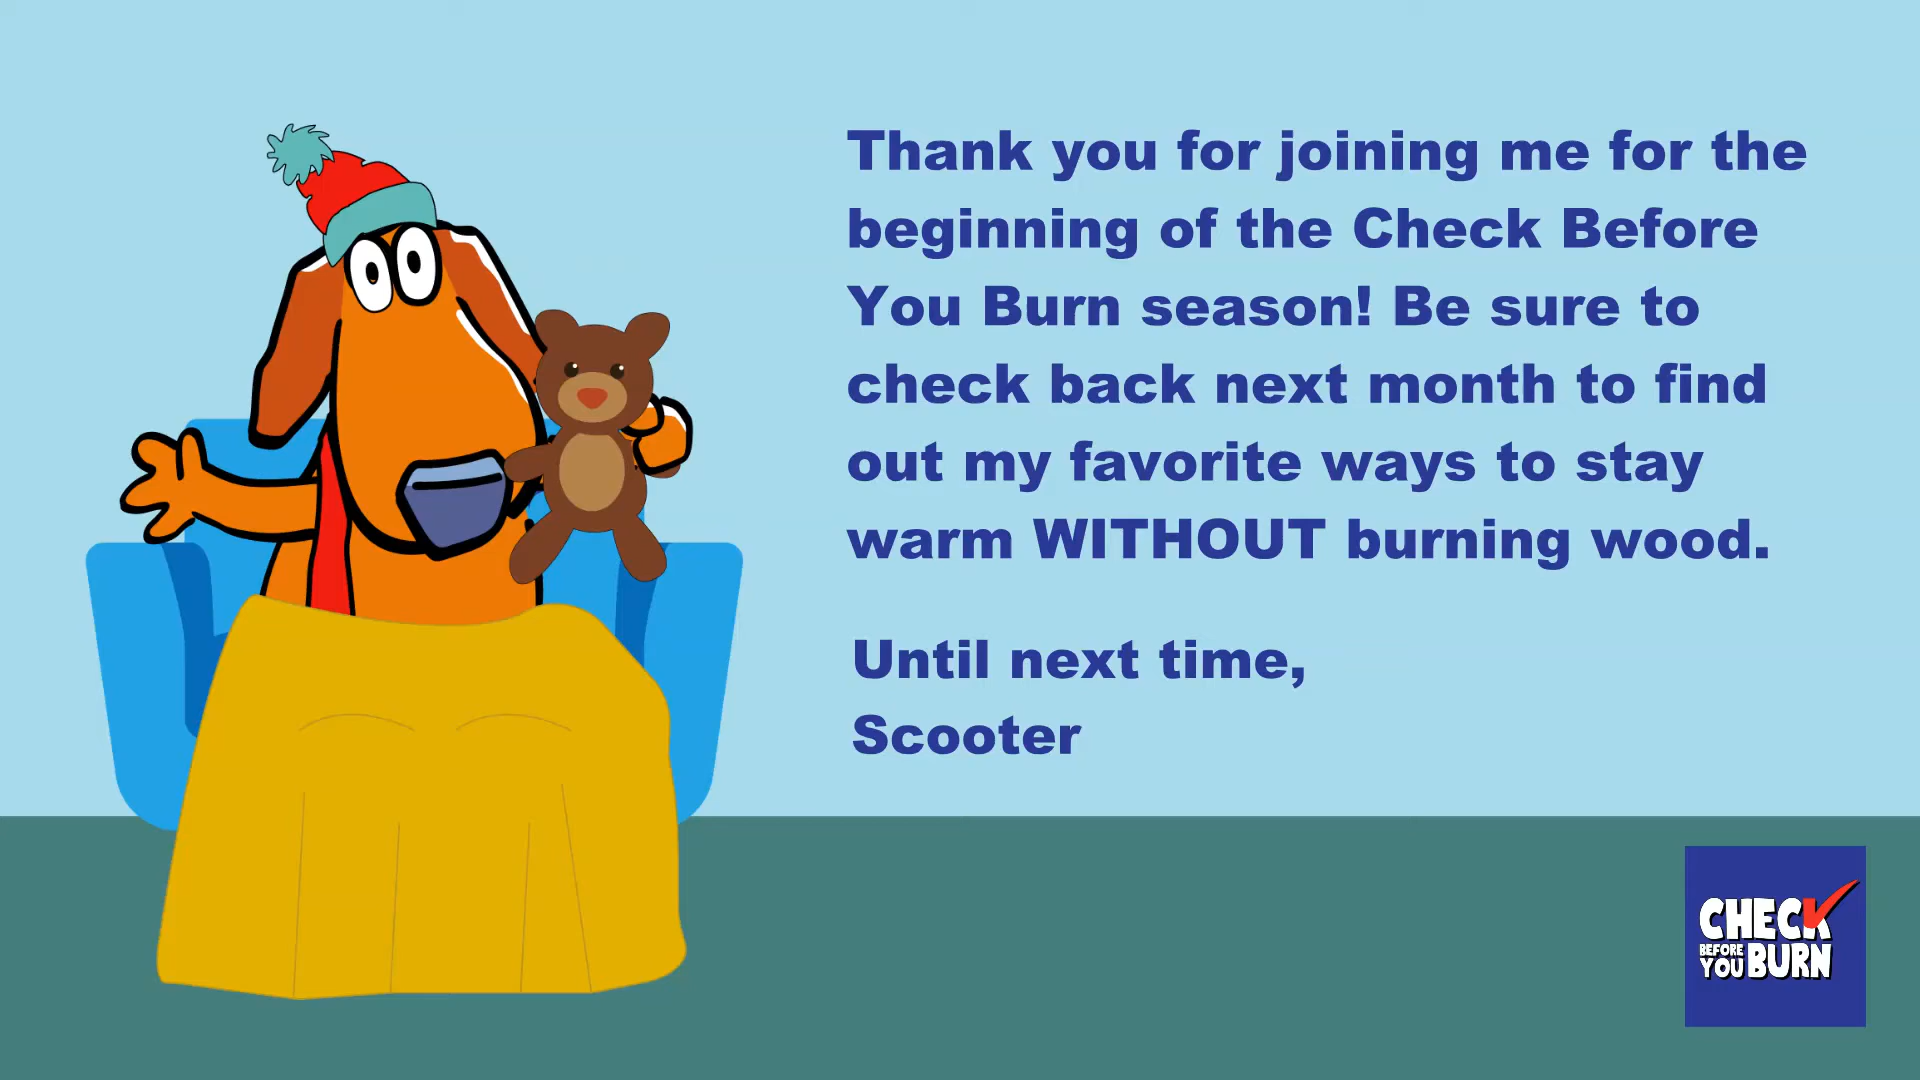 Thank you for joining me for the
beginning of the Check Before
You Burn season! Be sure to
check back next month to find
out my favorite ways to stay
warm WITHOUT burning wood.
Until next time,
Scooter
CHECK
BEFORE
YOU BURN